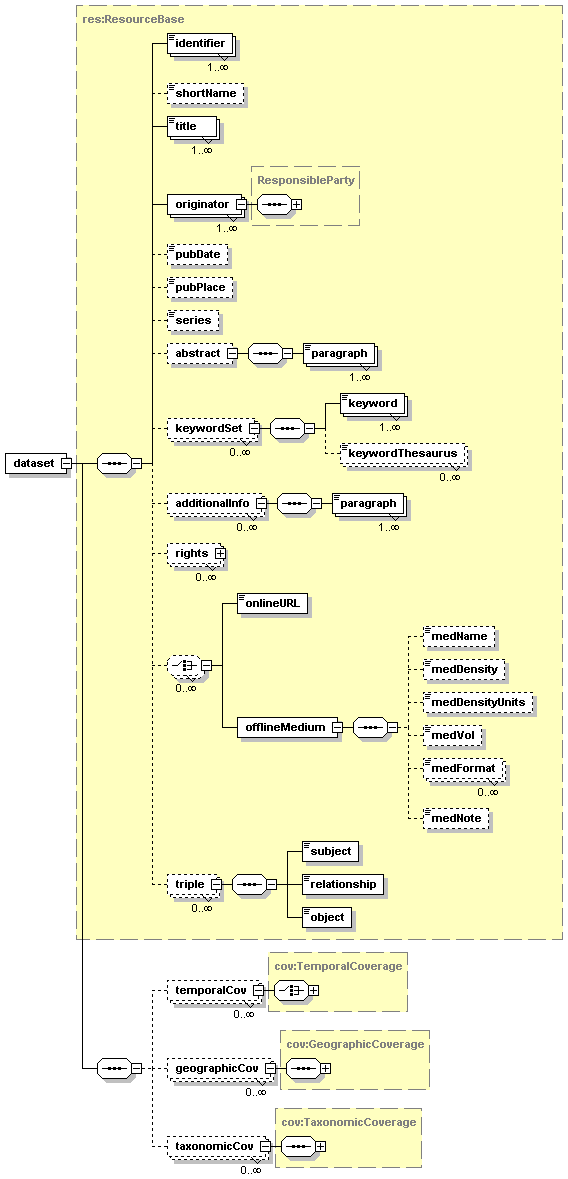 res:ResourceBase
identifier
1..∞
shortName
title
1..∞
ResponsibleParty
originator
1..∞
pubDate
pubPlace
series
abstract
paragraph
1..∞
keyword
1..∞
keywordSet
0..∞
keywordThesaurus
0..∞
dataset
additionalInfo
0..∞
paragraph
1..∞
rights
0..∞
onlineURL
0..∞
offlineMedium
medName
medDensity
medDensityUnits
medVol
medFormat
0..∞
medNote
subject
triple
0..∞
relationship
object
cov:TemporalCoverage
temporalCov
0..∞
cov:GeographicCoverage
geographicCov
0..∞
cov:TaxonomicCoverage
taxonomicCov
0..∞